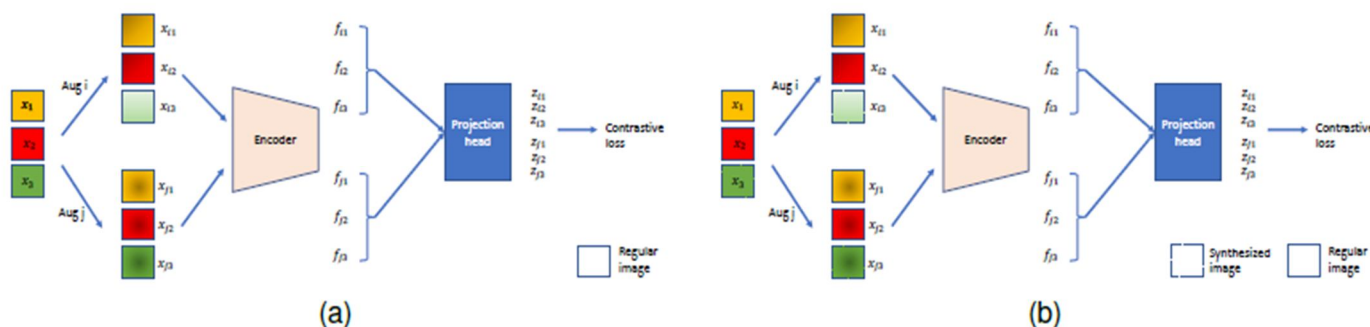 x1
x2
x3
Aug i
Aug j
xi1
xi2
xi3
xj1
xj2
xj3
Encoder
fi1
fi2
fi3
fj1
fj2
fj3
Projection
head
zi1
zi2
zi3
zj1
zj2
zj3
Contrastive
loss
Regular
image
(a)
x1
x2
x3
Aug i
Aug j
xi1
xi2
xi3
xj1
xj2
xj3
Encoder
fi1
fi2
fi3
fj1
fj2
fj3
Projection
head
zi1
zi2
zi3
zj1
zj2
zj3
Contrastive
loss
Synthesized
image
Regular
image
(b)